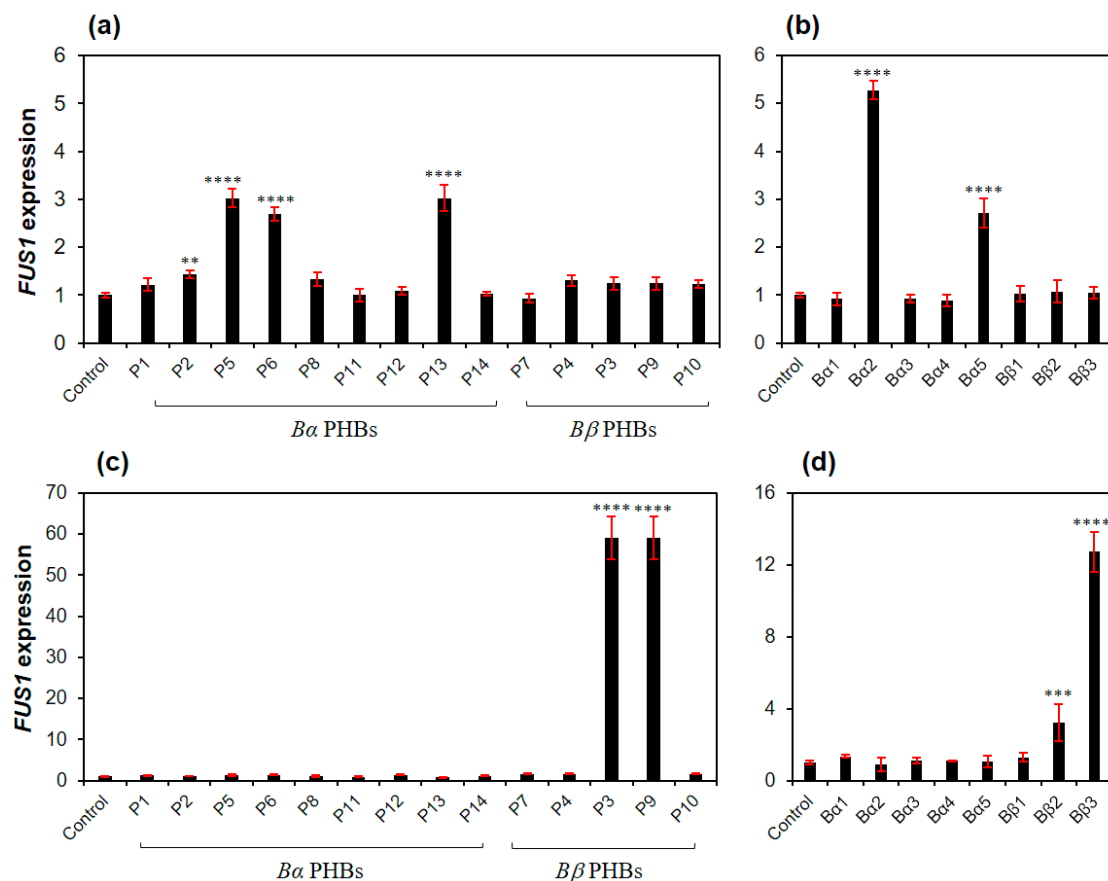 (a)
6
5
4
3
2
1
0
FUS1 expression
**
****
****
****
Control
P1
P2
P5
P6
P8
P11
P12
P13
P14
P7
P4
P3
P9
P10
Bα PHBs
Bβ PHBs
(b)
6
5
4
3
2
1
0
****
****
Control
Bα1
Bα2
Bα3
Bα4
Bα5
Bβ1
Bβ2
Bβ3
(c)
70
60
50
40
30
20
10
0
FUS1 expression
****
****
Control
P1
P2
P5
P6
P8
P11
P12
P13
P14
P7
P4
P3
P9
P10
Bα PHBs
Bβ PHBs
(d)
16
12
8
4
0
***
****
Control
Bα1
Bα2
Bα3
Bα4
Bα5
Bβ1
Bβ2
Bβ3